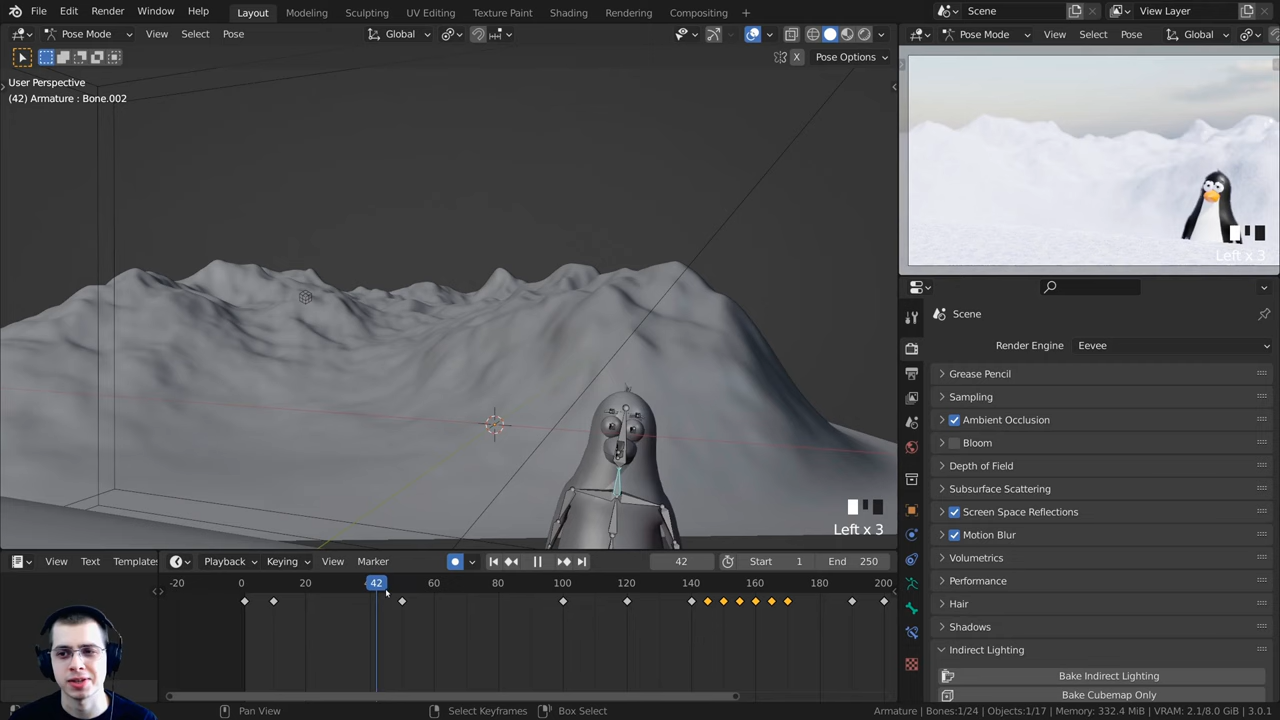 File Edit Render Window Help Layout Modeling Sculpting UV Editing Texture Paint Shading Rendering Compositing + Scene View Layer
Pose Mode View Select Pose Global Pose Mode View Select Pose Global
X Pose Options
User Perspective
(42) Armature : Bone.002
Left x 3
Scene
Render Engine Eevee
Grease Pencil
Sampling
Ambient Occlusion
Bloom
Depth of Field
Subsurface Scattering
Screen Space Reflections
Left x 3
Motion Blur
View Text Templates Playback Keying View Marker 42 Start 1 End 250
Volumetrics
-20 0 20 42 60 80 100 120 140 160 180 200
Performance
Hair
Shadows
Indirect Lighting
Bake Indirect Lighting
Bake Cubemap Only
Pan View Select Keyframes Box Select Armature | Bones:1/24 | Objects:1/17 | Memory: 332.4 MiB | VRAM: 2.1/8.0 GiB | 3.0.1